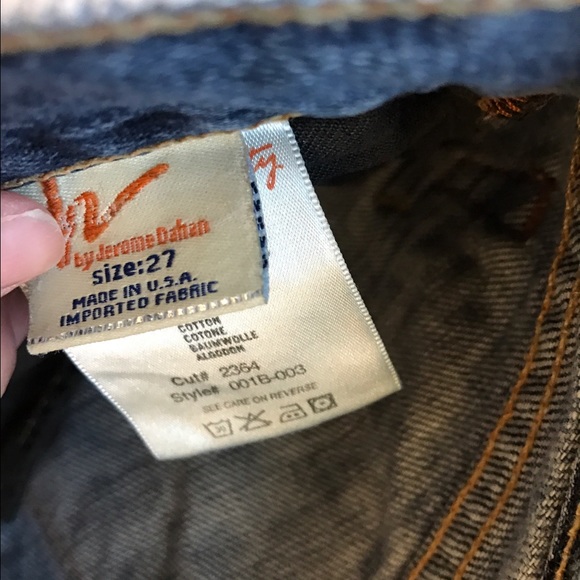 by Jerome Dahan
size:27
MADE IN U.S.A.
IMPORTED FABRIC
COTTON
COTONE
BAUMWOLLE
ALGODON
Cut# 2364
Style# 001B-003
SEE CARE ON REVERSE
30